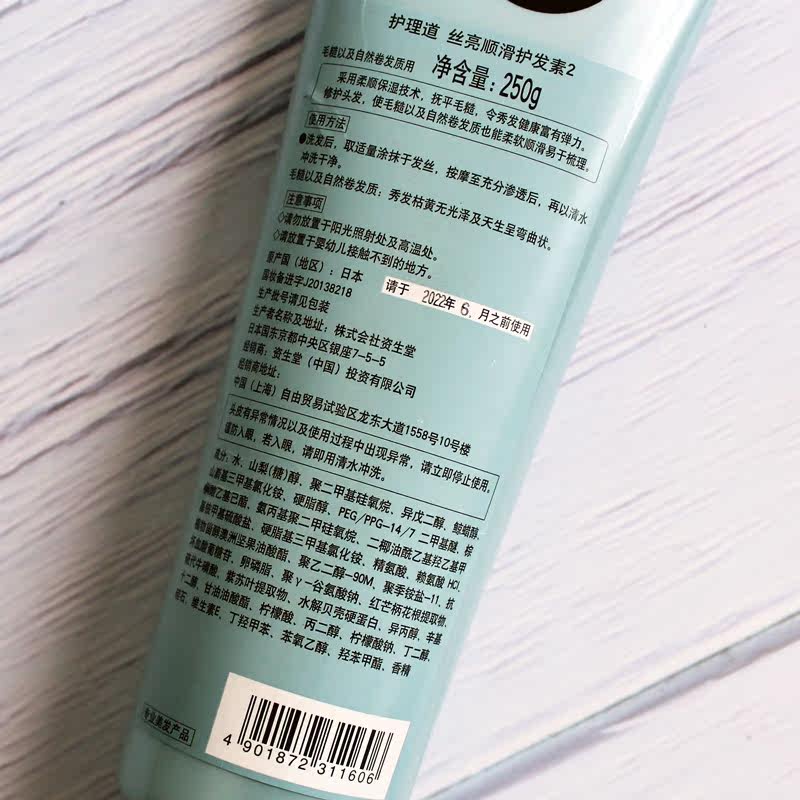 护理道 丝亮顺滑护发素2
毛糙以及自然卷发质用
净含量：250g
采用柔顺保湿技术，抚平毛糙，令秀发健康富有弹力。
修护头发，使毛糙以及自然卷发质也能柔软顺滑易于梳理。
使用方法
●洗发后，取适量涂抹于发丝，按摩至充分渗透后，再以清水
冲洗干净。
毛糙以及自然卷发质：秀发枯黄无光泽及天生呈弯曲状。
注意事项
◇请勿放置于阳光照射处及高温处。
◇请放置于婴幼儿接触不到的地方。
原产国（地区）：日本
国妆备进字J20138218
生产批号请见包装
请于 2022年 6. 月之前使用
生产者名称及地址：株式会社资生堂
日本国东京都中央区银座7-5-5
经销商：资生堂（中国）投资有限公司
经销商地址：
中国（上海）自由贸易试验区龙东大道1558号10号楼
头皮有异常情况以及使用过程中出现异常，请立即停止使用。
谨防入眼，若入眼，请即用清水冲洗。
成分：水、山梨(糖)醇、聚二甲基硅氧烷、异戊二醇、鲸蜡醇、
山嵛基三甲基氯化铵、硬脂醇、PEG/PPG-14/7 二甲基醚、棕
榈酸乙基己酯、氨丙基聚二甲硅氧烷、二椰油酰乙基羟乙基甲
基铵甲基硫酸盐、硬脂基三甲基氯化铵、精氨酸、赖氨酸 HCl、
植物甾醇澳洲坚果油酸酯、聚乙二醇-90M、聚季铵盐-11、抗
坏血酸葡糖苷、卵磷脂、聚γ-谷氨酸钠、红芒柄花根提取物、
硫代牛磺酸、紫苏叶提取物、水解贝壳硬蛋白、异丙醇、辛基
十二醇、甘油油酸酯、柠檬酸、丙二醇、柠檬酸钠、丁二醇、
滑石、维生素E、丁羟甲苯、苯氧乙醇、羟苯甲酯、香精
专业美发产品
4 901872 311606